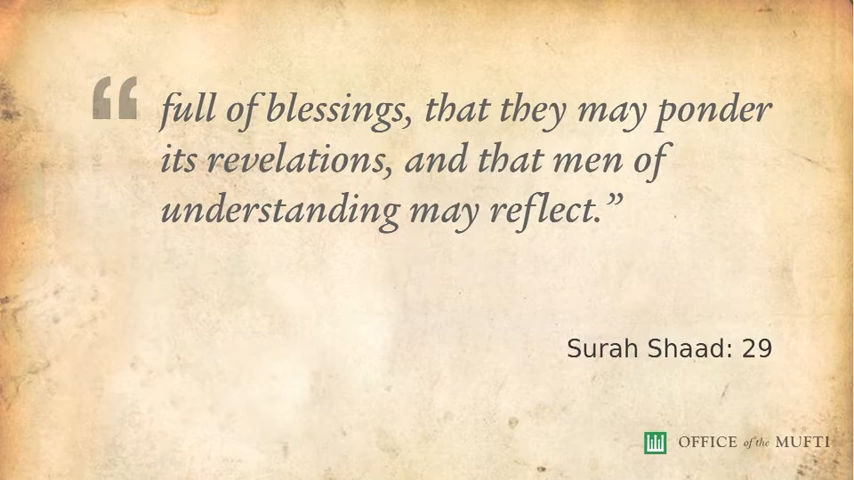 “ full of blessings, that they may ponder
its revelations, and that men of
understanding may reflect.”
Surah Shaad: 29
OFFICE of the MUFTI